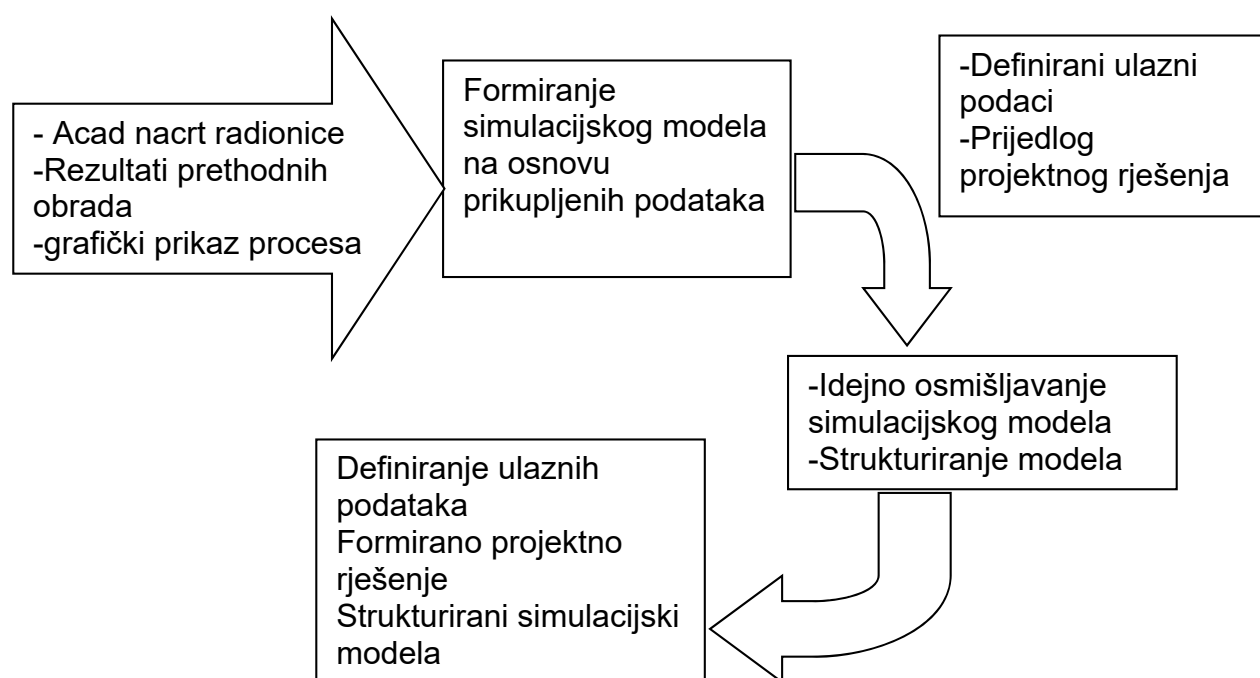 - Acad nacrt radionice
-Rezultati prethodnih
obrada
-grafički prikaz procesa
Formiranje
simulacijskog modela
na osnovu
prikupljenih podataka
-Definirani ulazni
podaci
-Prijedlog
projektnog rješenja
-Idejno osmišljavanje
simulacijskog modela
-Strukturiranje modela
Definiranje ulaznih
podataka
Formirano projektno
rješenje
Strukturirani simulacijski
modela